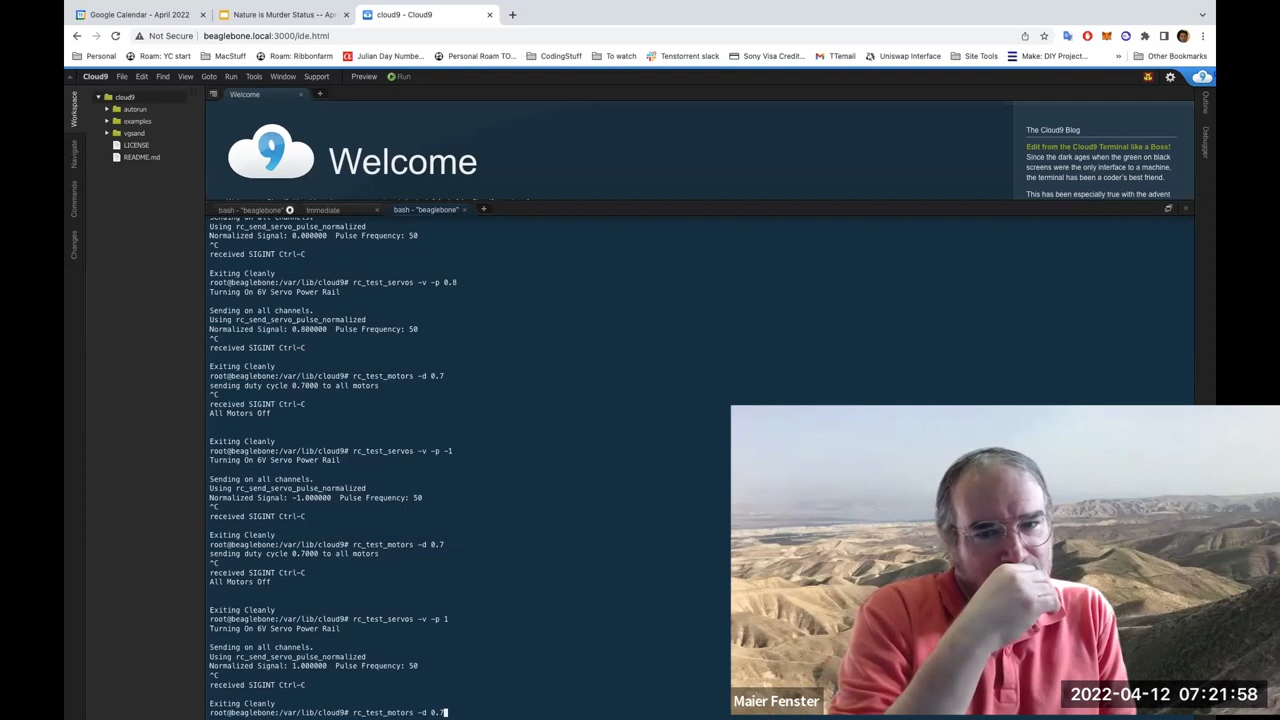 Google Calendar - April 2022
Nature is Murder Status -- Apri
cloud9 - Cloud9
Not Secure
beaglebone.local:3000/ide.html
Personal
Roam: YC start
MacStuff
Roam: Ribbonfarm
Julian Day Numbe...
Personal Roam TO...
CodingStuff
To watch
Tenstorrent slack
Sony Visa Credit...
TTemail
Uniswap Interface
Site Tools
Make: DIY Project...
Other Bookmarks
Cloud9 File Edit Find View Goto Run Tools Window Support Preview Run
Workspace
Navigate
Commands
Changes
cloud9
autorun
examples
vgsand
LICENSE
README.md
Welcome
9
Welcome
The Cloud9 Blog
Edit from the Cloud9 Terminal like a Boss!
Since the dark ages when the green on black
screens were the only interface to a machine,
the terminal has been a coder's best friend.
This has been especially true with the advent
Outline
Debugger
bash - "beaglebone"
Immediate
bash - "beaglebone"
Sending on all channels.
Using rc_send_servo_pulse_normalized
Normalized Signal: 0.000000 Pulse Frequency: 50
^C
received SIGINT Ctrl-C
Exiting Cleanly
root@beaglebone:/var/lib/cloud9# rc_test_servos -v -p 0.8
Turning On 6V Servo Power Rail
Sending on all channels.
Using rc_send_servo_pulse_normalized
Normalized Signal: 0.800000 Pulse Frequency: 50
^C
received SIGINT Ctrl-C
Exiting Cleanly
root@beaglebone:/var/lib/cloud9# rc_test_motors -d 0.7
sending duty cycle 0.7000 to all motors
^C
received SIGINT Ctrl-C
All Motors Off
Exiting Cleanly
root@beaglebone:/var/lib/cloud9# rc_test_servos -v -p -1
Turning On 6V Servo Power Rail
Sending on all channels.
Using rc_send_servo_pulse_normalized
Normalized Signal: -1.000000 Pulse Frequency: 50
^C
received SIGINT Ctrl-C
Exiting Cleanly
root@beaglebone:/var/lib/cloud9# rc_test_motors -d 0.7
sending duty cycle 0.7000 to all motors
^C
received SIGINT Ctrl-C
All Motors Off
Exiting Cleanly
root@beaglebone:/var/lib/cloud9# rc_test_servos -v -p 1
Turning On 6V Servo Power Rail
Sending on all channels.
Using rc_send_servo_pulse_normalized
Normalized Signal: 1.000000 Pulse Frequency: 50
^C
received SIGINT Ctrl-C
Exiting Cleanly
root@beaglebone:/var/lib/cloud9# rc_test_motors -d 0.7
Maier Fenster
2022-04-12 07:21:58